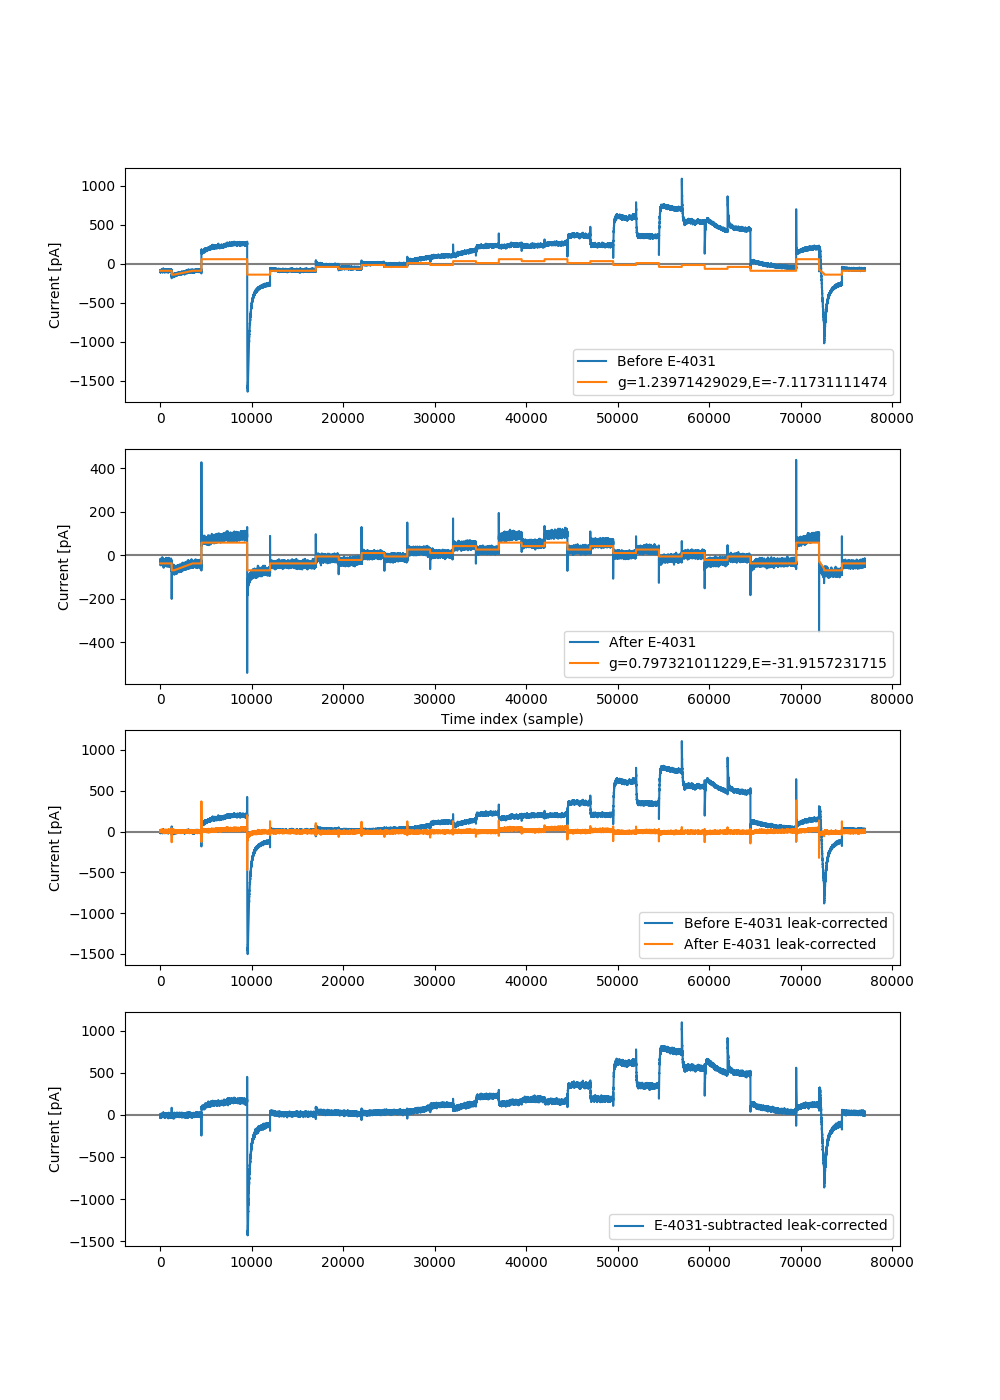 1000
500
0
−500
−1000
−1500
Current [pA]
Before E-4031
g=1.23971429029,E=-7.11731111474
0 10000 20000 30000 40000 50000 60000 70000 80000
400
200
0
−200
−400
Current [pA]
After E-4031
g=0.797321011229,E=-31.9157231715
0 10000 20000 30000 40000 50000 60000 70000 80000
Time index (sample)
1000
500
0
−500
−1000
−1500
Current [pA]
Before E-4031 leak-corrected
After E-4031 leak-corrected
0 10000 20000 30000 40000 50000 60000 70000 80000
1000
500
0
−500
−1000
−1500
Current [pA]
E-4031-subtracted leak-corrected
0 10000 20000 30000 40000 50000 60000 70000 80000